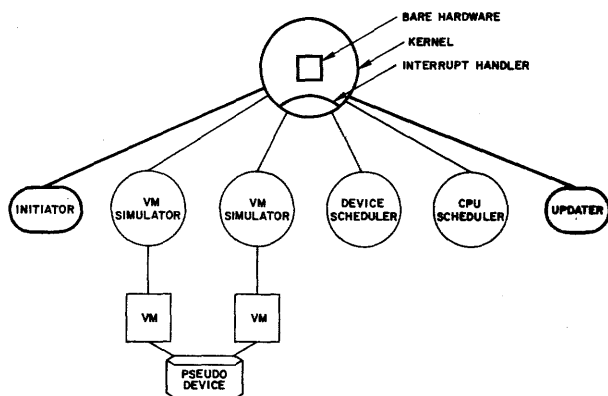 BARE HARDWARE
KERNEL
INTERRUPT HANDLER
INITIATOR
VM
SIMULATOR
VM
SIMULATOR
DEVICE
SCHEDULER
CPU
SCHEDULER
UPDATER
VM
VM
PSEUDO
DEVICE